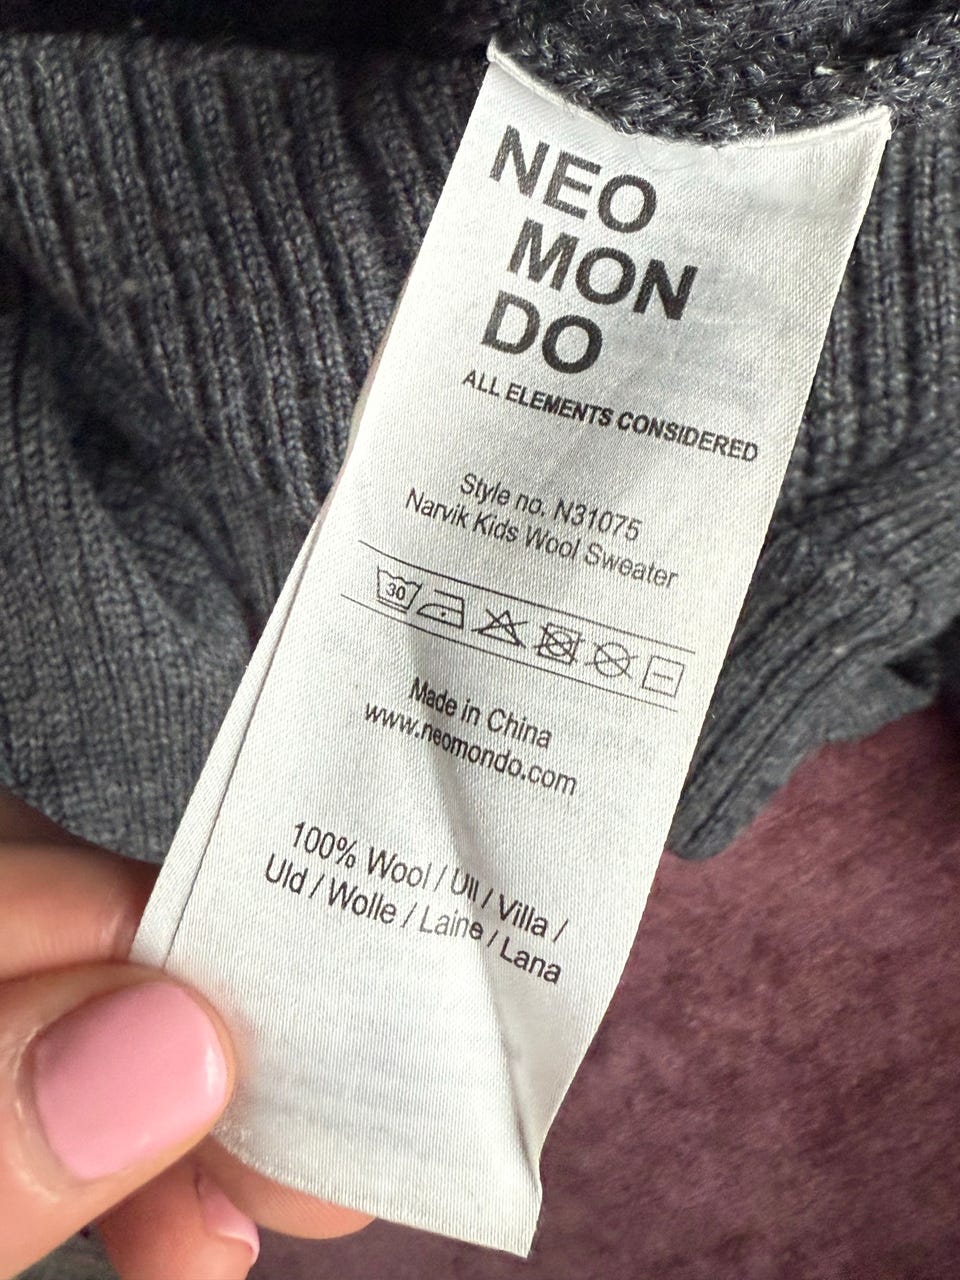 NEO
MON
DO
ALL ELEMENTS CONSIDERED
Style no. N31075
Narvik Kids Wool Sweater
30
Made in China
www.neomondo.com
100% Wool / Ull / Villa /
Uld / Wolle / Laine / Lana